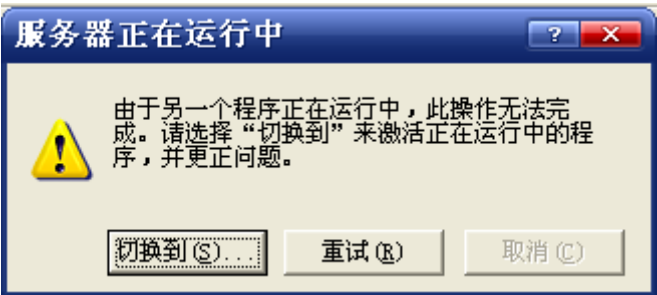 服务器正在运行中
由于另一个程序正在运行中，此操作无法完
成。请选择“切换到”来激活正在运行中的程
序，并更正问题。
切换到(S)... 重试(R) 取消(C)